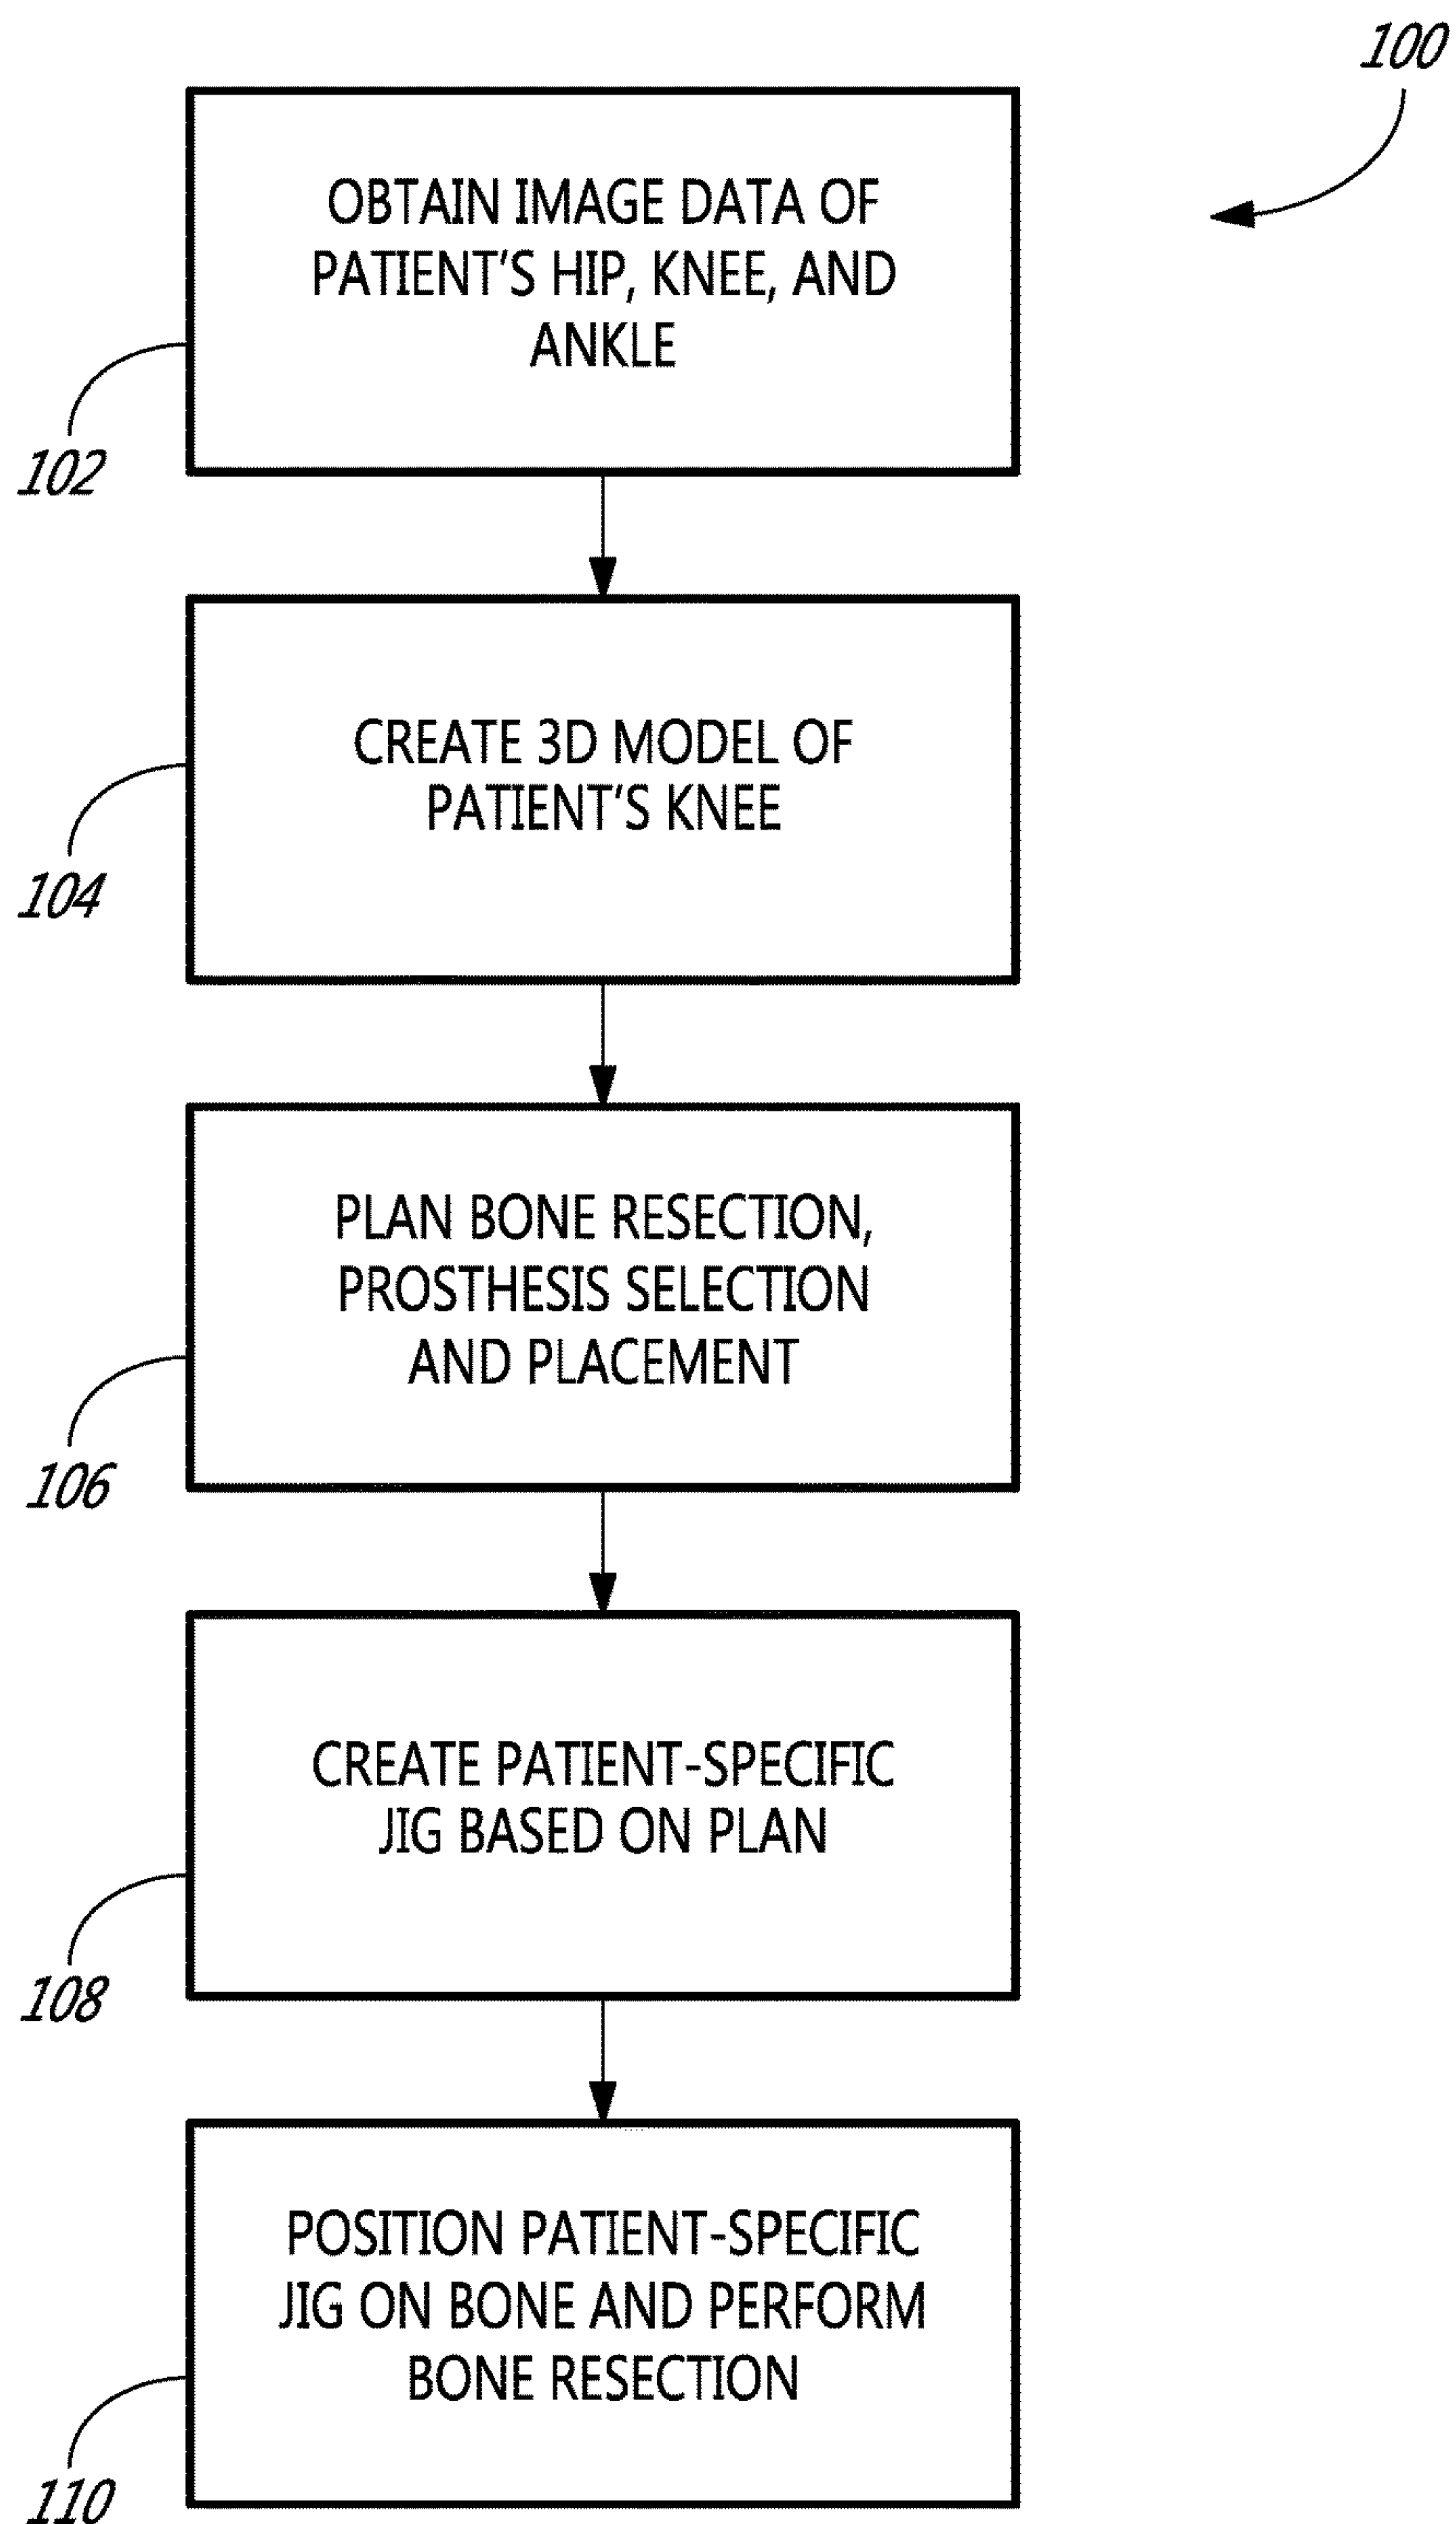 100
OBTAIN IMAGE DATA OF
PATIENT'S HIP, KNEE, AND
ANKLE
102
CREATE 3D MODEL OF
PATIENT'S KNEE
104
PLAN BONE RESECTION,
PROSTHESIS SELECTION
AND PLACEMENT
106
CREATE PATIENT-SPECIFIC
JIG BASED ON PLAN
108
POSITION PATIENT-SPECIFIC
JIG ON BONE AND PERFORM
BONE RESECTION
110